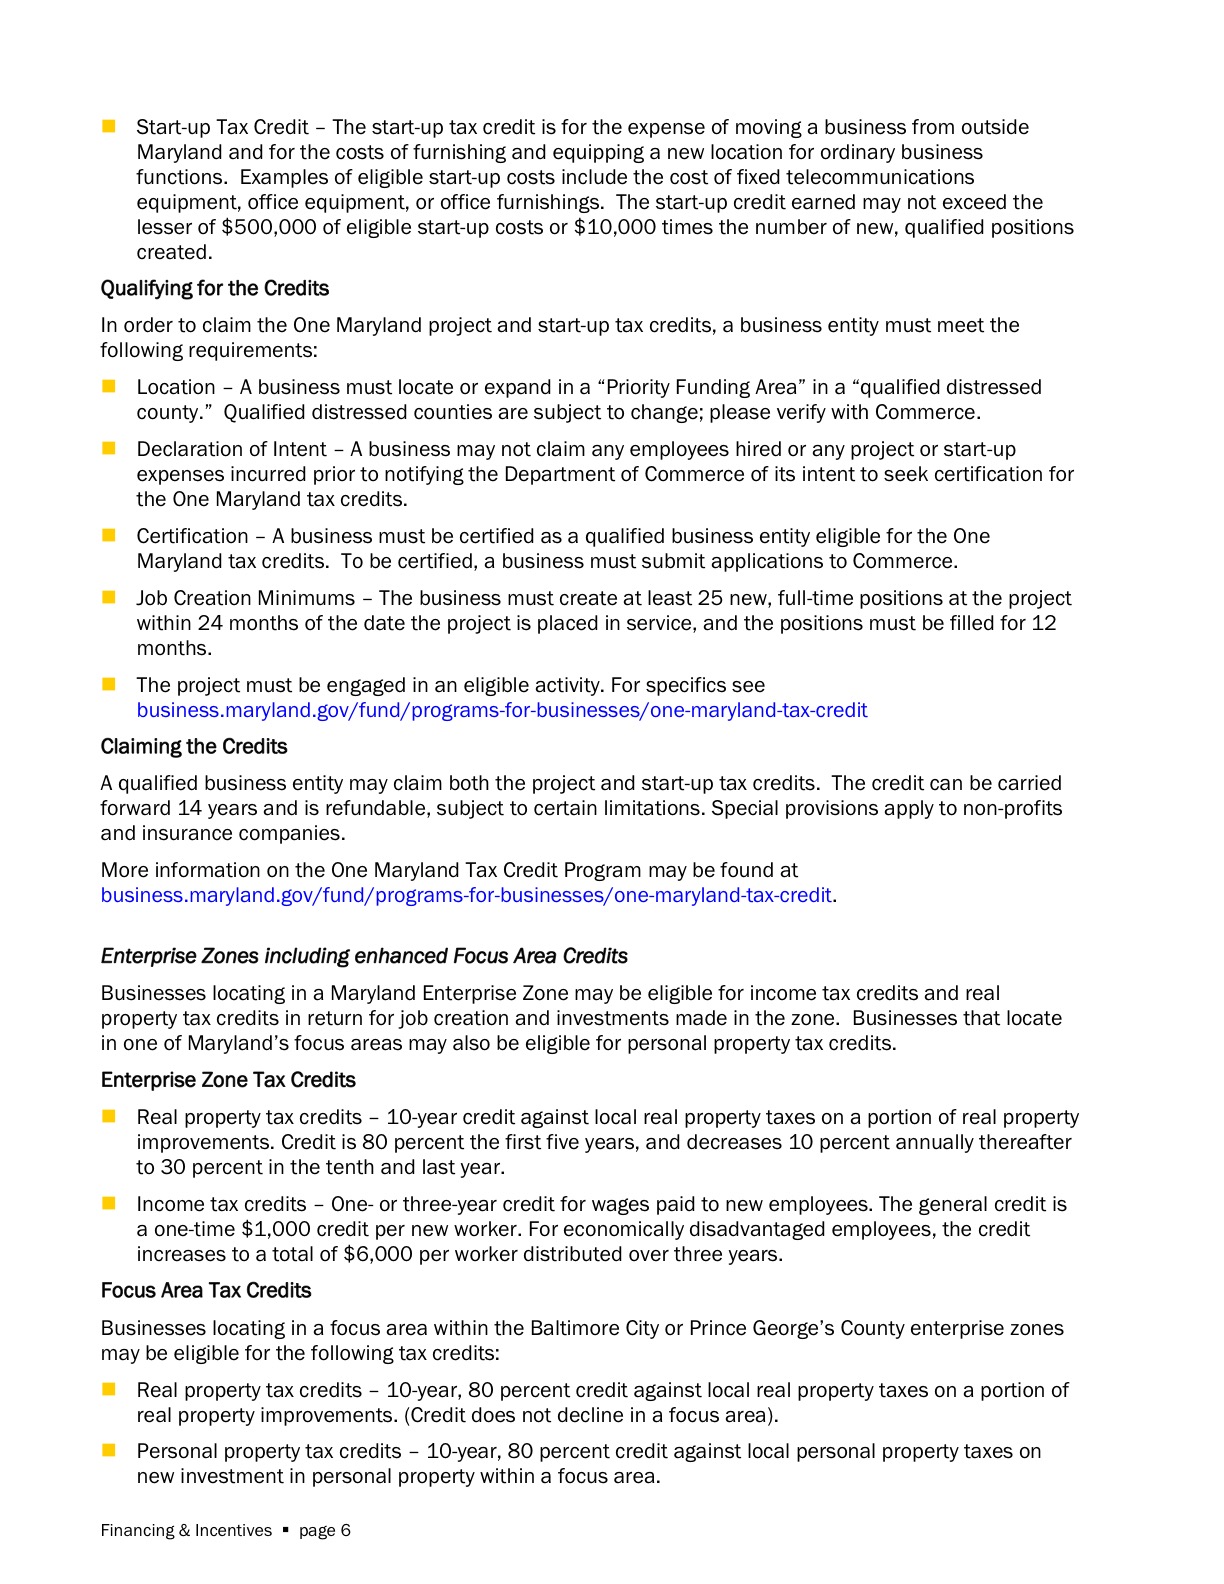 ■ Start-up Tax Credit – The start-up tax credit is for the expense of moving a business from outside
Maryland and for the costs of furnishing and equipping a new location for ordinary business
functions.  Examples of eligible start-up costs include the cost of fixed telecommunications
equipment, office equipment, or office furnishings.  The start-up credit earned may not exceed the
lesser of $500,000 of eligible start-up costs or $10,000 times the number of new, qualified positions
created.
Qualifying for the Credits
In order to claim the One Maryland project and start-up tax credits, a business entity must meet the
following requirements:
■ Location – A business must locate or expand in a “Priority Funding Area” in a “qualified distressed
county.”  Qualified distressed counties are subject to change; please verify with Commerce.
■ Declaration of Intent – A business may not claim any employees hired or any project or start-up
expenses incurred prior to notifying the Department of Commerce of its intent to seek certification for
the One Maryland tax credits.
■ Certification – A business must be certified as a qualified business entity eligible for the One
Maryland tax credits.  To be certified, a business must submit applications to Commerce.
■ Job Creation Minimums – The business must create at least 25 new, full-time positions at the project
within 24 months of the date the project is placed in service, and the positions must be filled for 12
months.
■ The project must be engaged in an eligible activity. For specifics see
business.maryland.gov/fund/programs-for-businesses/one-maryland-tax-credit
Claiming the Credits
A qualified business entity may claim both the project and start-up tax credits.  The credit can be carried
forward 14 years and is refundable, subject to certain limitations. Special provisions apply to non-profits
and insurance companies.
More information on the One Maryland Tax Credit Program may be found at
business.maryland.gov/fund/programs-for-businesses/one-maryland-tax-credit.
Enterprise Zones including enhanced Focus Area Credits
Businesses locating in a Maryland Enterprise Zone may be eligible for income tax credits and real
property tax credits in return for job creation and investments made in the zone.  Businesses that locate
in one of Maryland’s focus areas may also be eligible for personal property tax credits.
Enterprise Zone Tax Credits
■ Real property tax credits – 10-year credit against local real property taxes on a portion of real property
improvements. Credit is 80 percent the first five years, and decreases 10 percent annually thereafter
to 30 percent in the tenth and last year.
■ Income tax credits – One- or three-year credit for wages paid to new employees. The general credit is
a one-time $1,000 credit per new worker. For economically disadvantaged employees, the credit
increases to a total of $6,000 per worker distributed over three years.
Focus Area Tax Credits
Businesses locating in a focus area within the Baltimore City or Prince George’s County enterprise zones
may be eligible for the following tax credits:
■ Real property tax credits – 10-year, 80 percent credit against local real property taxes on a portion of
real property improvements. (Credit does not decline in a focus area).
■ Personal property tax credits – 10-year, 80 percent credit against local personal property taxes on
new investment in personal property within a focus area.
Financing & Incentives ▪ page 6